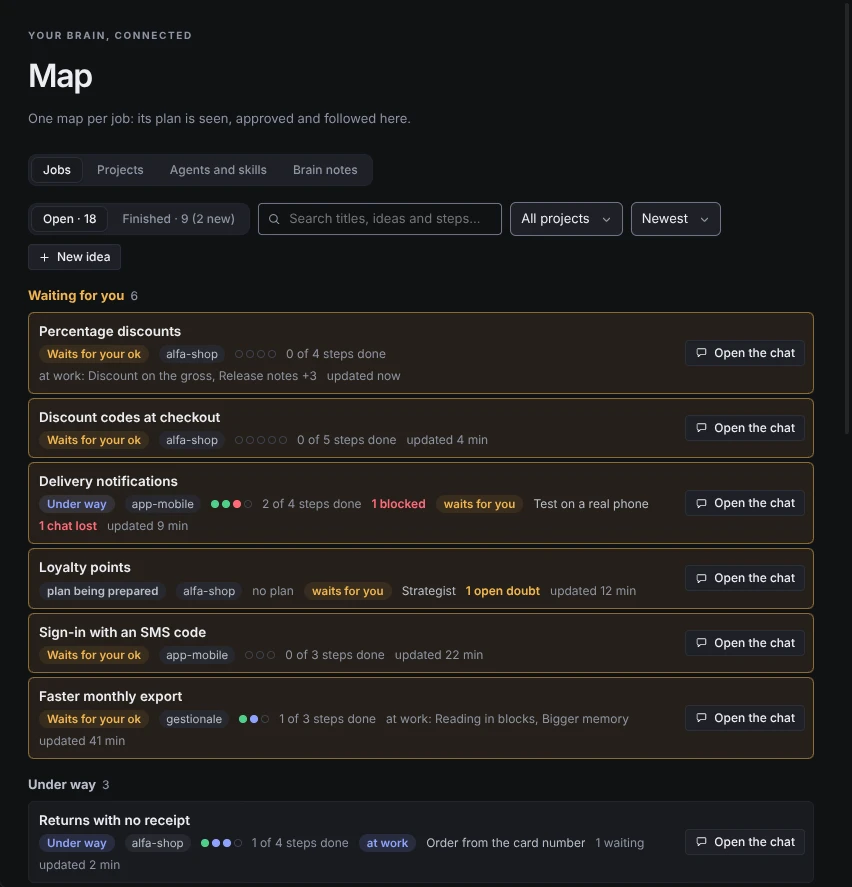 YOUR BRAIN, CONNECTED
Map
One map per job: its plan is seen, approved and followed here.
Jobs Projects Agents and skills Brain notes
Open · 18 Finished · 9 (2 new) Search titles, ideas and steps... All projects Newest
+ New idea
Waiting for you 6
Percentage discounts
Waits for your ok alfa-shop 0 of 4 steps done Open the chat
at work: Discount on the gross, Release notes +3 updated now
Discount codes at checkout
Waits for your ok alfa-shop 0 of 5 steps done updated 4 min Open the chat
Delivery notifications
Under way app-mobile 2 of 4 steps done 1 blocked waits for you Test on a real phone Open the chat
1 chat lost updated 9 min
Loyalty points
plan being prepared alfa-shop no plan waits for you Strategist 1 open doubt updated 12 min Open the chat
Sign-in with an SMS code
Waits for your ok app-mobile 0 of 3 steps done updated 22 min Open the chat
Faster monthly export
Waits for your ok gestionale 1 of 3 steps done at work: Reading in blocks, Bigger memory Open the chat
updated 41 min
Under way 3
Returns with no receipt
Under way alfa-shop 1 of 4 steps done at work Order from the card number 1 waiting Open the chat
updated 2 min